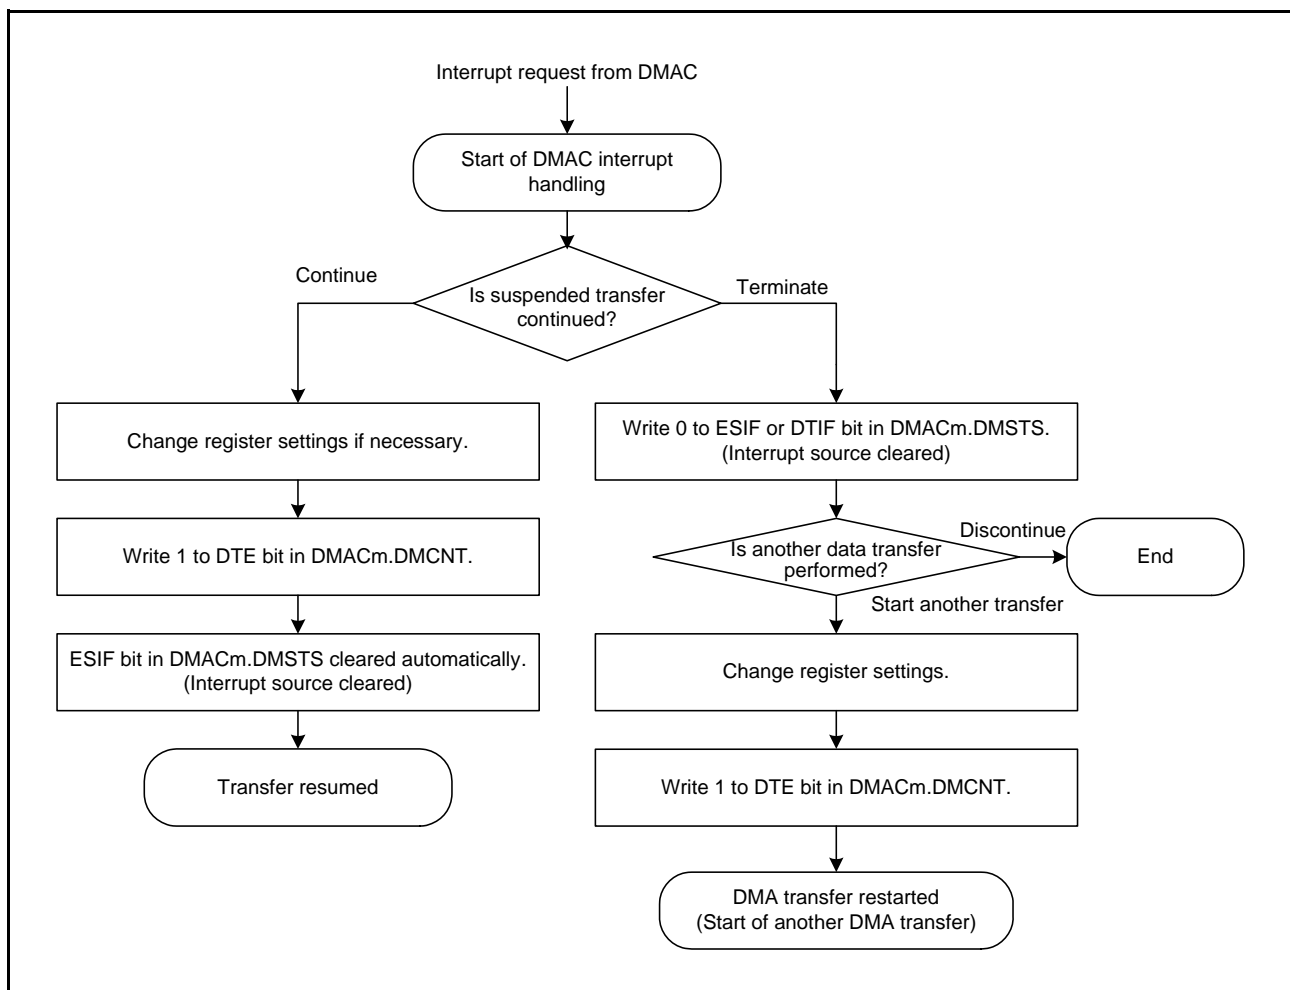 Interrupt request from DMAC
Start of DMAC interrupt
handling
Is suspended transfer
continued?
Continue
Terminate
Change register settings if necessary.
Write 1 to DTE bit in DMACm.DMCNT.
ESIF bit in DMACm.DMSTS cleared automatically.
(Interrupt source cleared)
Transfer resumed
Write 0 to ESIF or DTIF bit in DMACm.DMSTS.
(Interrupt source cleared)
Is another data transfer
performed?
Discontinue
End
Start another transfer
Change register settings.
Write 1 to DTE bit in DMACm.DMCNT.
DMA transfer restarted
(Start of another DMA transfer)